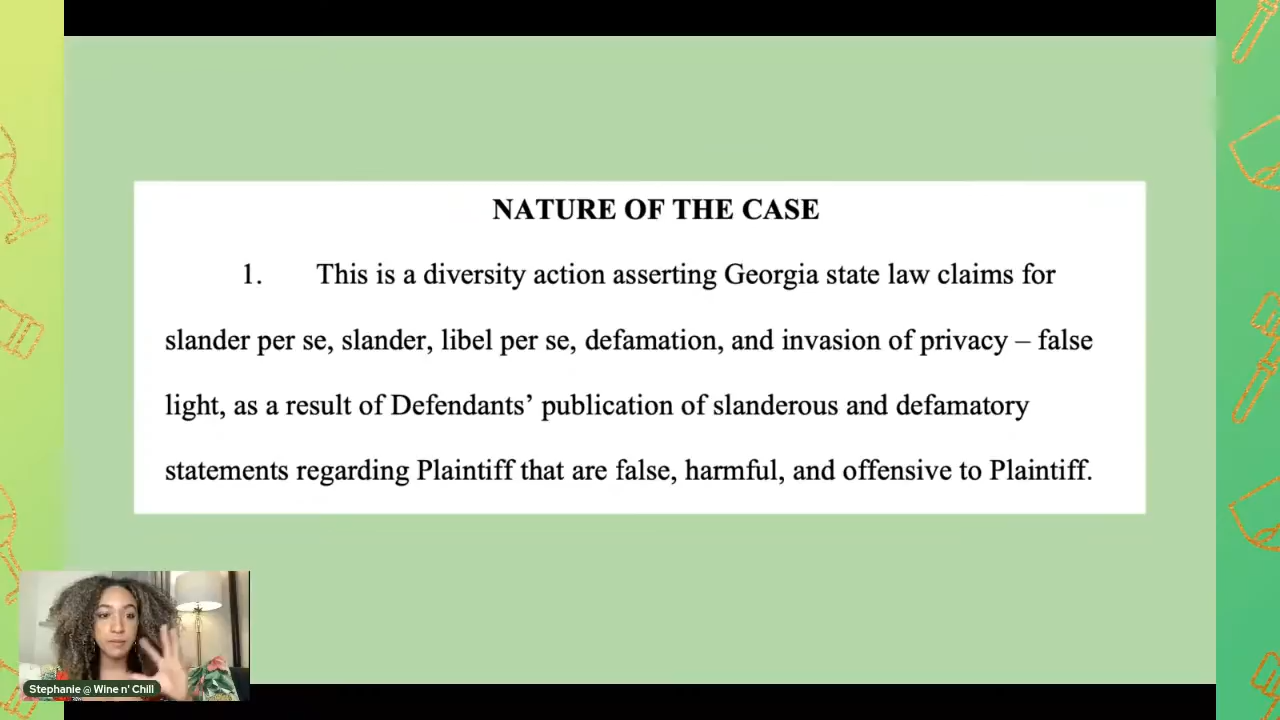 NATURE OF THE CASE
1. This is a diversity action asserting Georgia state law claims for
slander per se, slander, libel per se, defamation, and invasion of privacy – false
light, as a result of Defendants’ publication of slanderous and defamatory
statements regarding Plaintiff that are false, harmful, and offensive to Plaintiff.
Stephanie @ Wine n' Chill